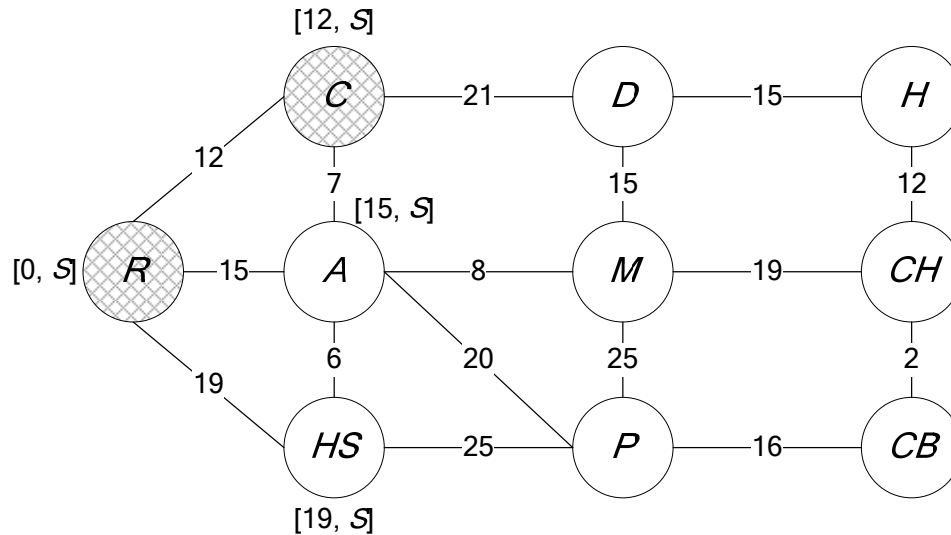 [12, S]
C 21 D 15 H
12 7 15 12
[15, S]
[0, S] R 15 A 8 M 19 CH
19 6 20 25 2
HS 25 P 16 CB
[19, S]